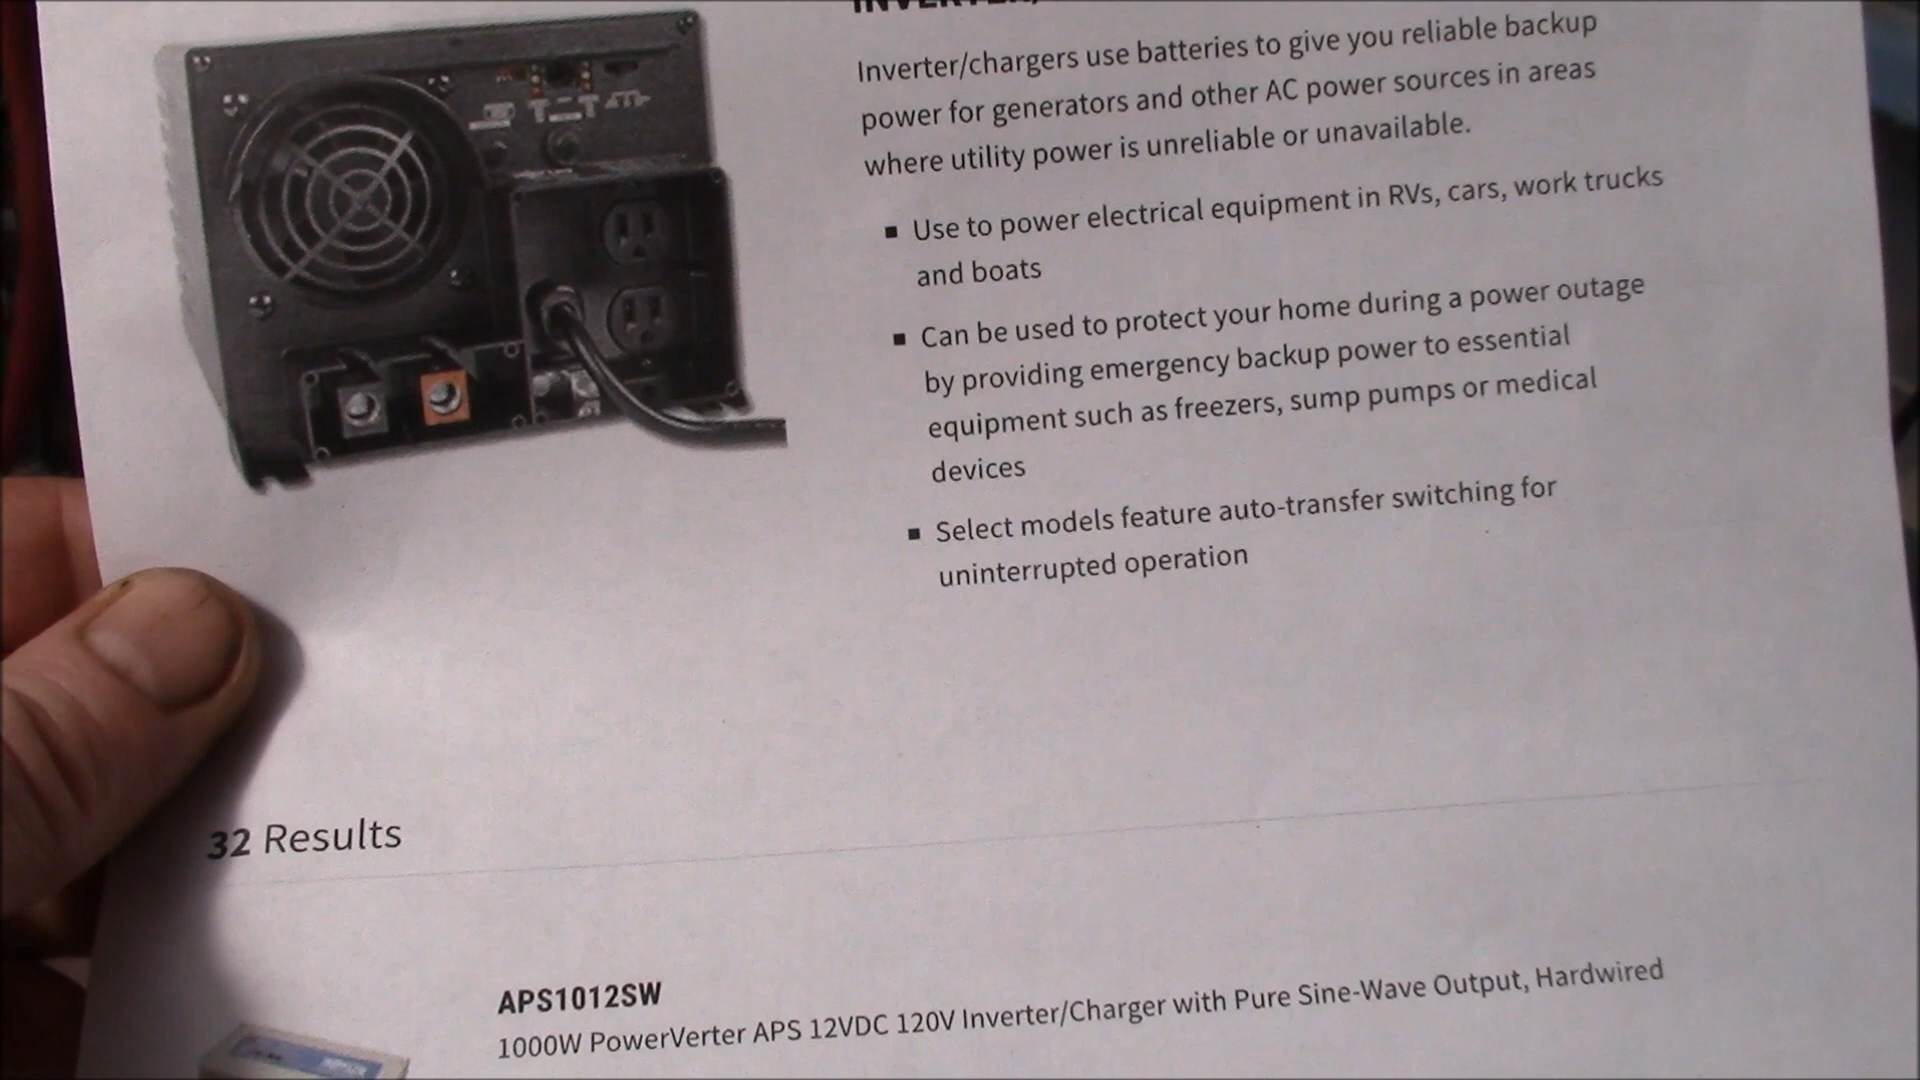 Inverter/chargers use batteries to give you reliable backup
power for generators and other AC power sources in areas
where utility power is unreliable or unavailable.
▪ Use to power electrical equipment in RVs, cars, work trucks
and boats
▪ Can be used to protect your home during a power outage
by providing emergency backup power to essential
equipment such as freezers, sump pumps or medical
devices
▪ Select models feature auto-transfer switching for
uninterrupted operation
32 Results
APS1012SW
1000W PowerVerter APS 12VDC 120V Inverter/Charger with Pure Sine-Wave Output, Hardwired